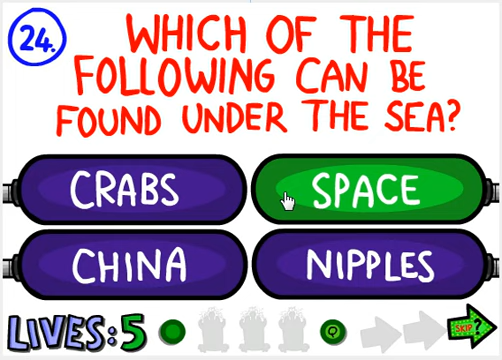 24.
WHICH OF THE
FOLLOWING CAN BE
FOUND UNDER THE SEA?
CRABS
SPACE
CHINA
NIPPLES
LIVES: 5
SKIP?